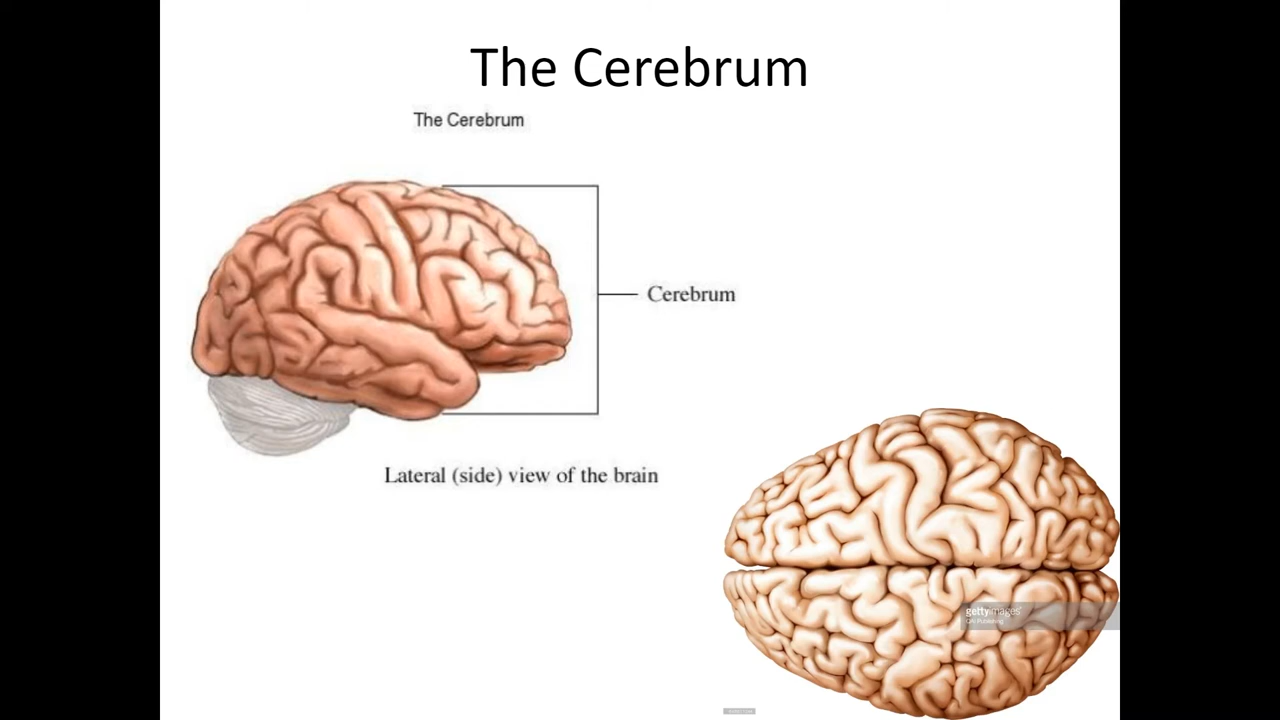 The Cerebrum
The Cerebrum
Cerebrum
Lateral (side) view of the brain
gettyimages®